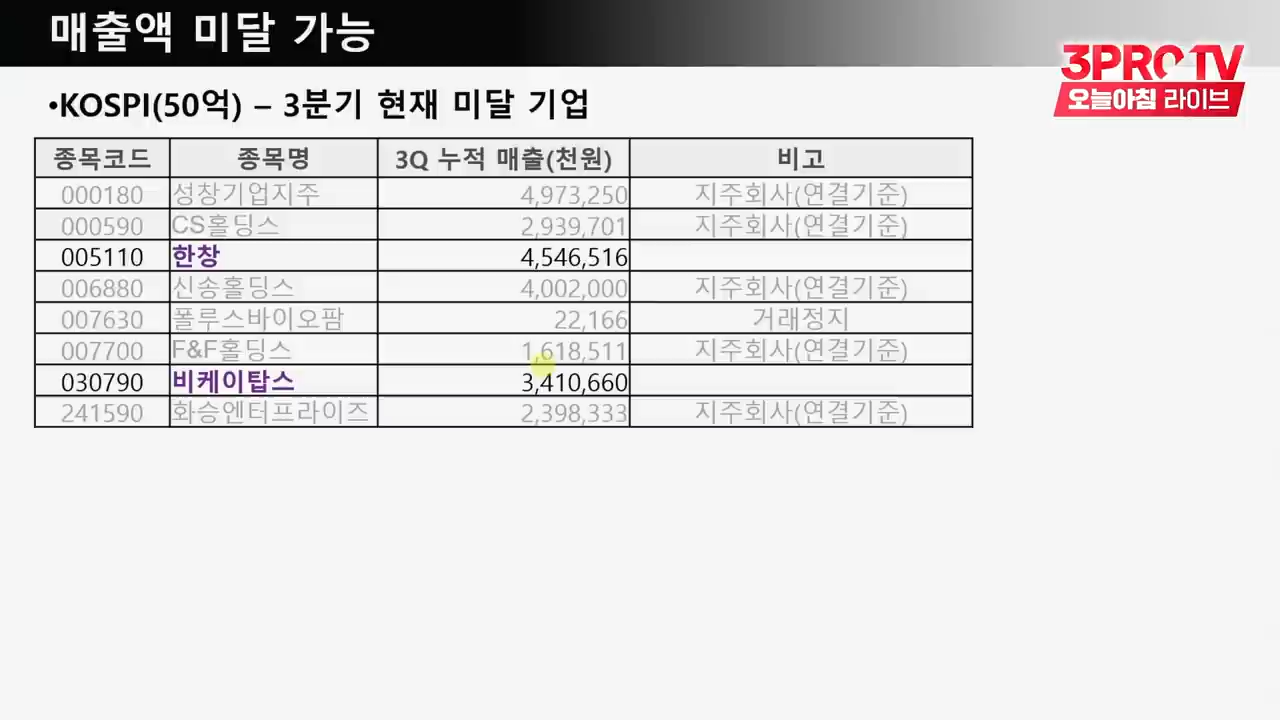 매출액 미달 가능
3PROTV
오늘아침 라이브
•KOSPI(50억) – 3분기 현재 미달 기업
종목코드 종목명 3Q 누적 매출(천원) 비고
000180 성창기업지주 4,973,250 지주회사(연결기준)
000590 CS홀딩스 2,939,701 지주회사(연결기준)
005110 한창 4,546,516
006880 신송홀딩스 4,002,000 지주회사(연결기준)
007630 폴루스바이오팜 22,166 거래정지
007700 F&F홀딩스 1,618,511 지주회사(연결기준)
030790 비케이탑스 3,410,660
241590 화승엔터프라이즈 2,398,333 지주회사(연결기준)